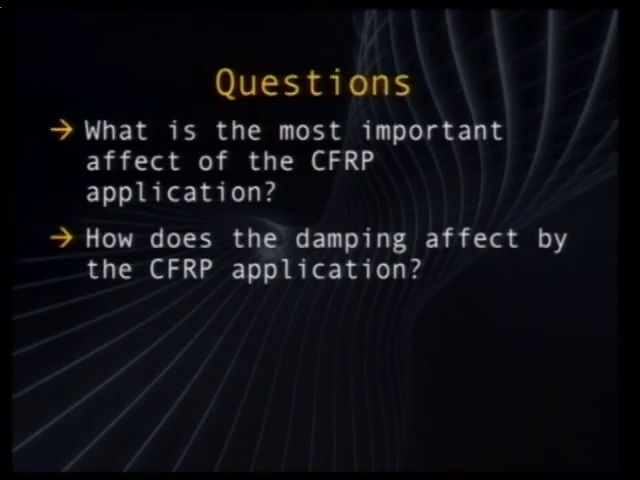 Questions
→ What is the most important
affect of the CFRP
application?
→ How does the damping affect by
the CFRP application?